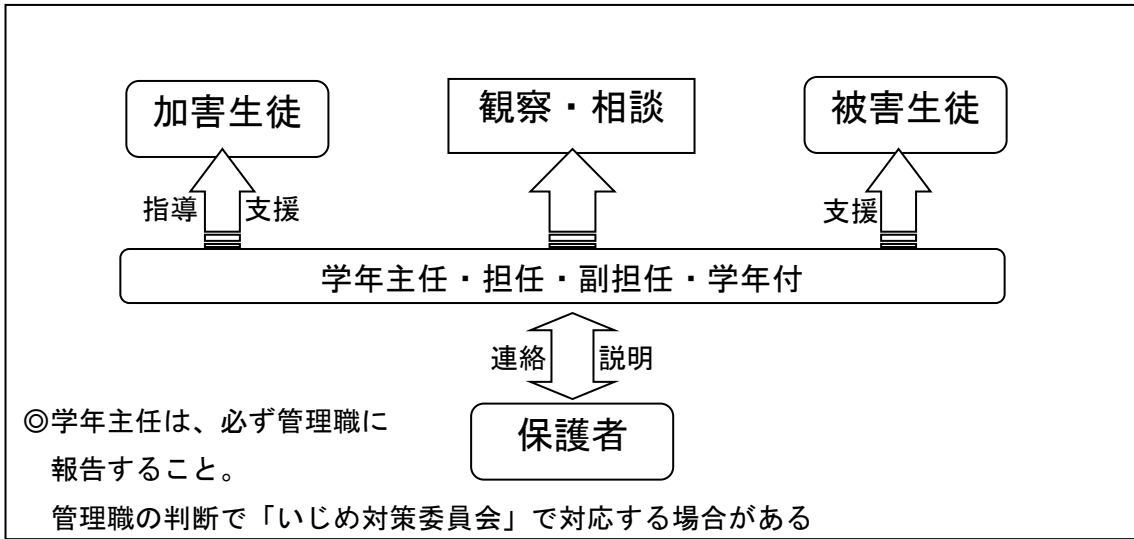 加害生徒
観察・相談
被害生徒
指導
支援
支援
学年主任・担任・副担任・学年付
連絡
説明
保護者
◎学年主任は、必ず管理職に
報告すること。
管理職の判断で「いじめ対策委員会」で対応する場合がある